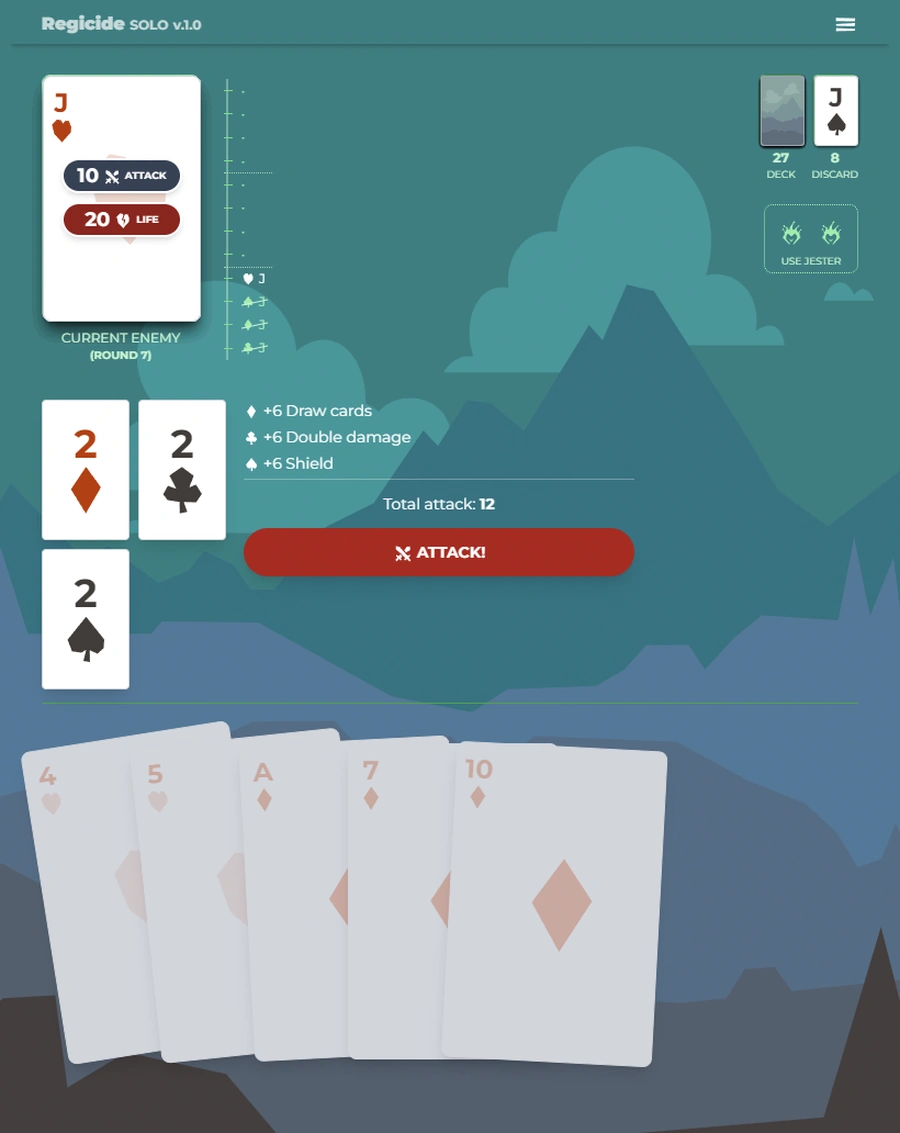 Regicide SOLO v.1.0
J
10 ATTACK
20 LIFE
CURRENT ENEMY
(ROUND 7)
J
J
J
J
J
27
DECK
8
DISCARD
USE JESTER
2
2
2
+6 Draw cards
+6 Double damage
+6 Shield
Total attack: 12
ATTACK!
4
5
A
7
10